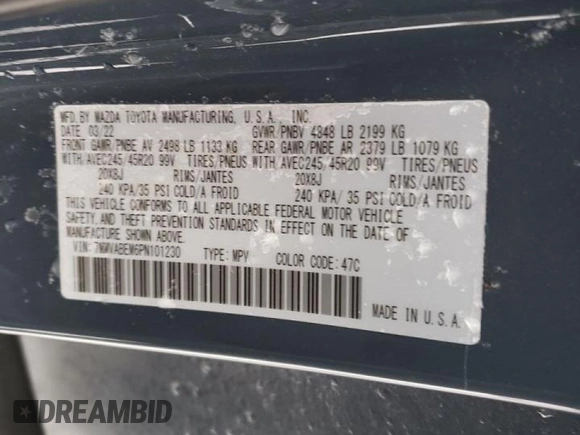 MFD. BY MAZDA TOYOTA MANUFACTURING, U.S.A., INC.
DATE 03/22 GVWR/PNBV 4848 LB 2199 KG
FRONT GAWR/PNBE AV 2498 LB 1133 KG REAR GAWR/PNBE AR 2379 LB 1079 KG
WITH/AVEC245/45R20 99V TIRES/PNEUS WITH/AVEC245/45R20 99V TIRES/PNEUS
20X8J RIMS/JANTES 20X8J RIMS/JANTES
240 KPA/35 PSI COLD/A FROID 240 KPA/35 PSI COLD/A FROID
THIS VEHICLE CONFORMS TO ALL APPLICABLE FEDERAL MOTOR VEHICLE
SAFETY, AND THEFT PREVENTION STANDARDS IN EFFECT ON THE DATE OF
MANUFACTURE SHOWN ABOVE.
VIN: 7MMVABEM6PN101230 TYPE: MPV COLOR CODE: 47C
MADE IN U.S.A.
DREAMBID